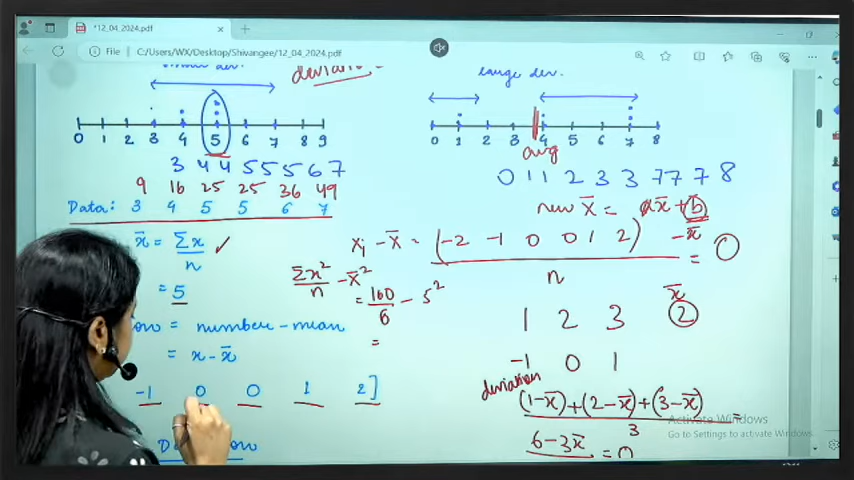 *12_04_2024.pdf
File C:/Users/WX/Desktop/Shivangee/12_04_2024.pdf
deviation
large dev.
0 1 2 3 4 5 6 7 8 9
0 1 2 3 4 5 6 7 8
avg
3 4 4 5 5 5 6 7
0 1 1 2 3 3 7 7 7 8
9 16 25 25 36 49
Data: 3 4 5 5 6 7
new x̄ = ax̄ + b
x̄ = Σx/n ✓
xi - x̄ = (-2 -1 0 0 1 2)/n = 0
-x̄
Σx²/n - x̄²
= 5
= 160/6 - 5²
=
number - mean
= x - x̄
1 2 3 x̄ 2
-1 0 1
deviation
-1 0 0 1 2]
(1-x̄)+(2-x̄)+(3-x̄)/3 =
6-3x̄ = 0
Activate Windows
Go to Settings to activate Windows.